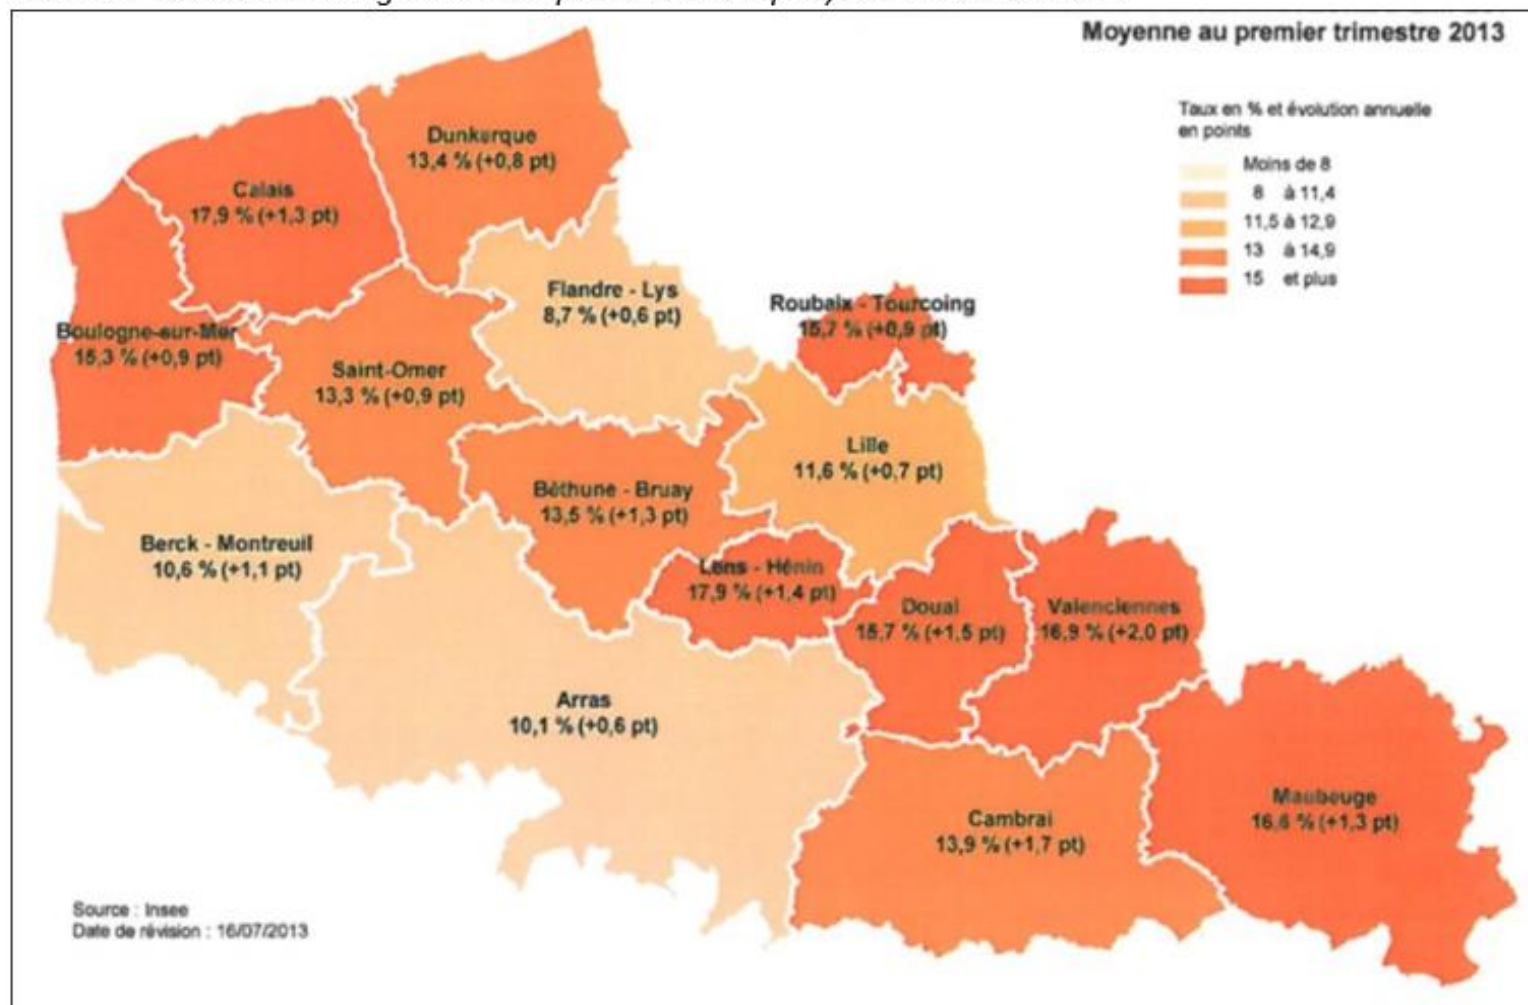 Moyenne au premier trimestre 2013
Taux en % et évolution annuelle
en points
Moins de 8
8 à 11,4
11,5 à 12,9
13 à 14,9
15 et plus
Dunkerque
13,4 % (+0,8 pt)
Calais
17,9 % (+1,3 pt)
Flandre - Lys
8,7 % (+0,6 pt)
Roubaix - Tourcoing
15,7 % (+0,9 pt)
Boulogne-sur-Mer
15,3 % (+0,9 pt)
Saint-Omer
13,3 % (+0,9 pt)
Lille
11,6 % (+0,7 pt)
Béthune - Bruay
13,5 % (+1,3 pt)
Berck - Montreuil
10,6 % (+1,1 pt)
Lens - Hénin
17,9 % (+1,4 pt)
Douai
15,7 % (+1,5 pt)
Valenciennes
16,9 % (+2,0 pt)
Arras
10,1 % (+0,6 pt)
Cambrai
13,9 % (+1,7 pt)
Maubeuge
16,6 % (+1,3 pt)
Source : Insee
Date de révision : 16/07/2013